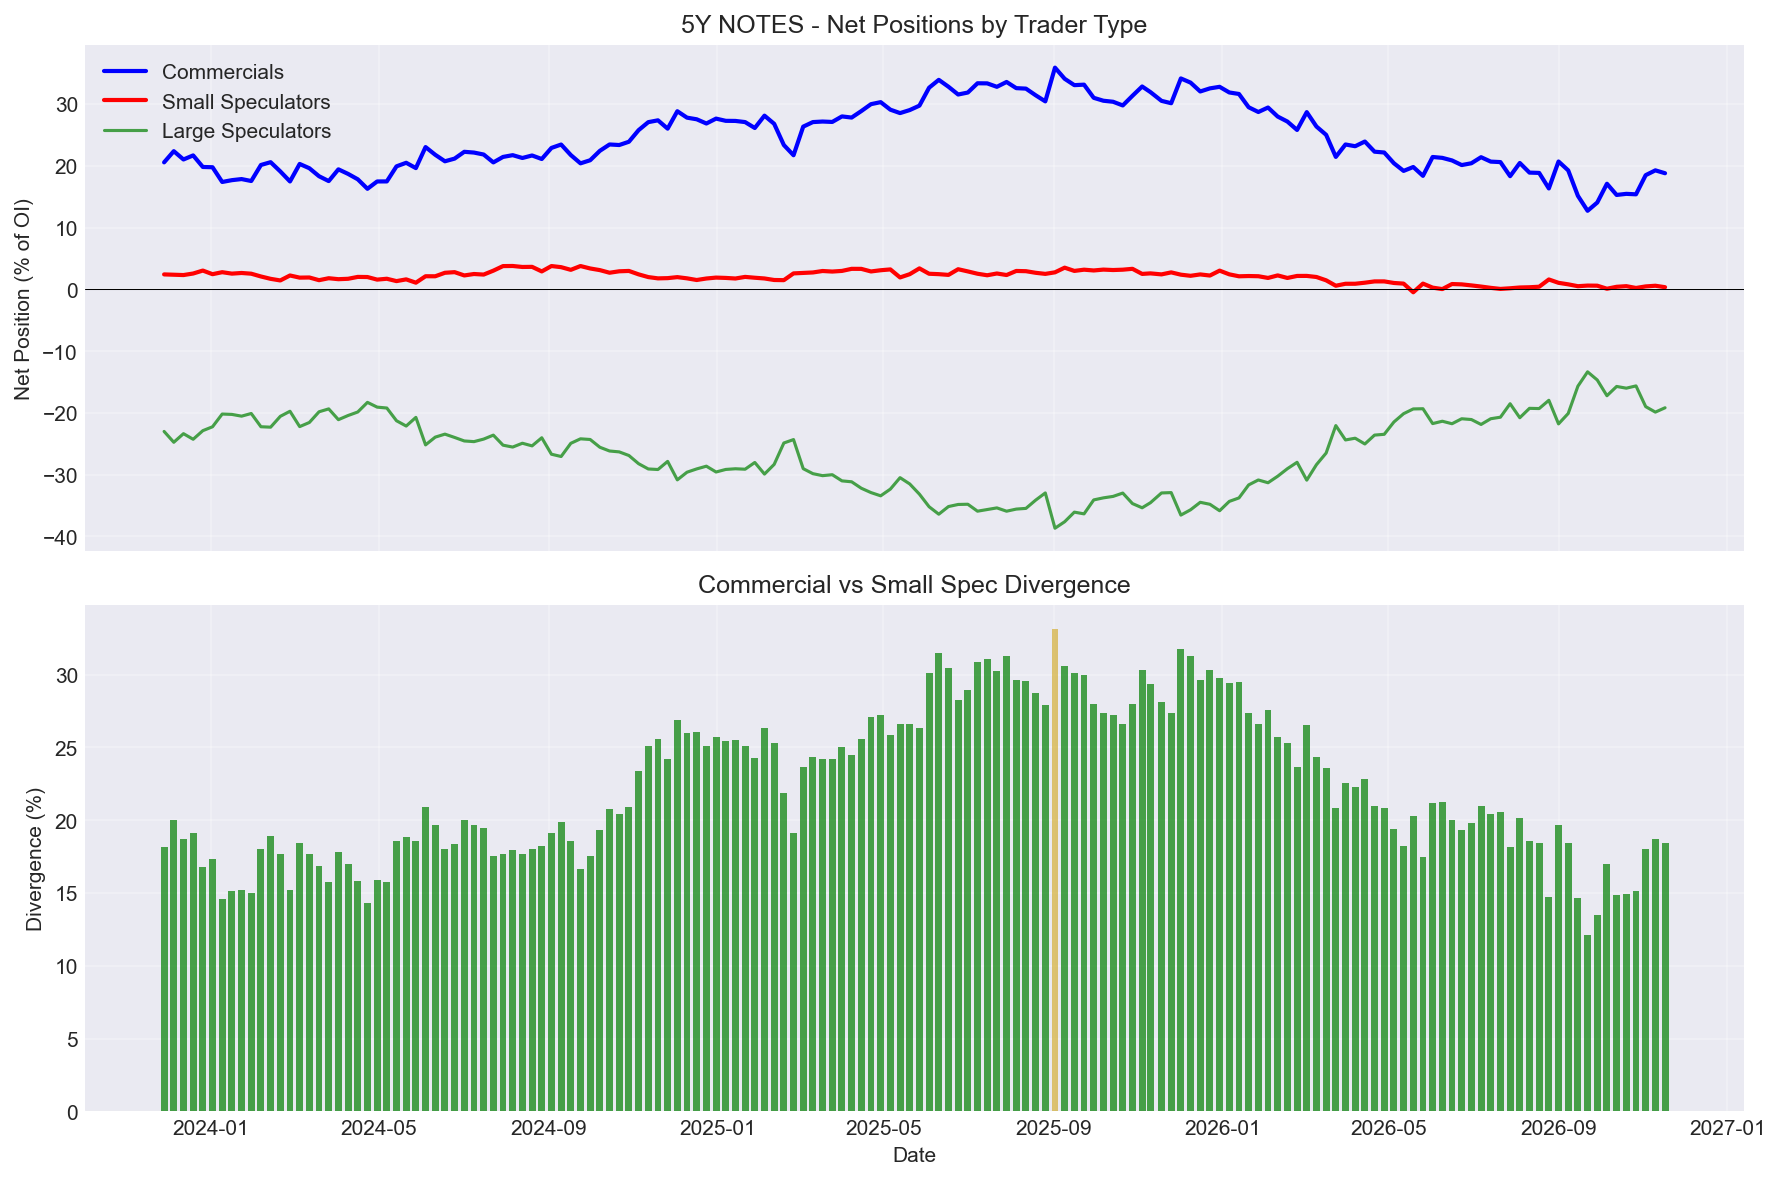 5Y NOTES - Net Positions by Trader Type
Commercials
Small Speculators
Large Speculators
Net Position (% of OI)
30
20
10
0
−10
−20
−30
−40
Commercial vs Small Spec Divergence
Divergence (%)
30
25
20
15
10
5
0
2024-01 2024-05 2024-09 2025-01 2025-05 2025-09 2026-01 2026-05 2026-09 2027-01
Date